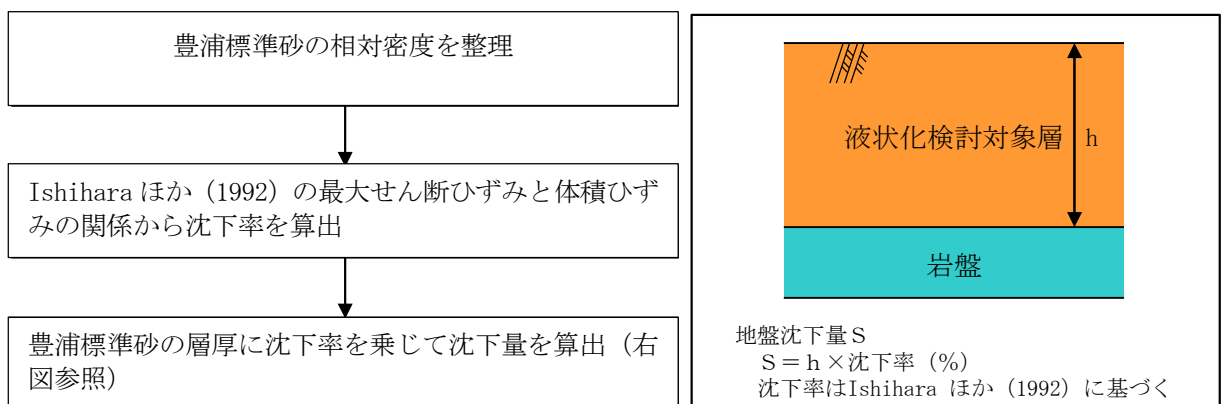 豊浦標準砂の相対密度を整理
Ishihara ほか（1992）の最大せん断ひずみと体積ひず
みの関係から沈下率を算出
豊浦標準砂の層厚に沈下率を乗じて沈下量を算出（右
図参照）
液状化検討対象層
h
岩盤
地盤沈下量Ｓ
Ｓ＝ｈ×沈下率（%）
沈下率はIshihara ほか（1992）に基づく